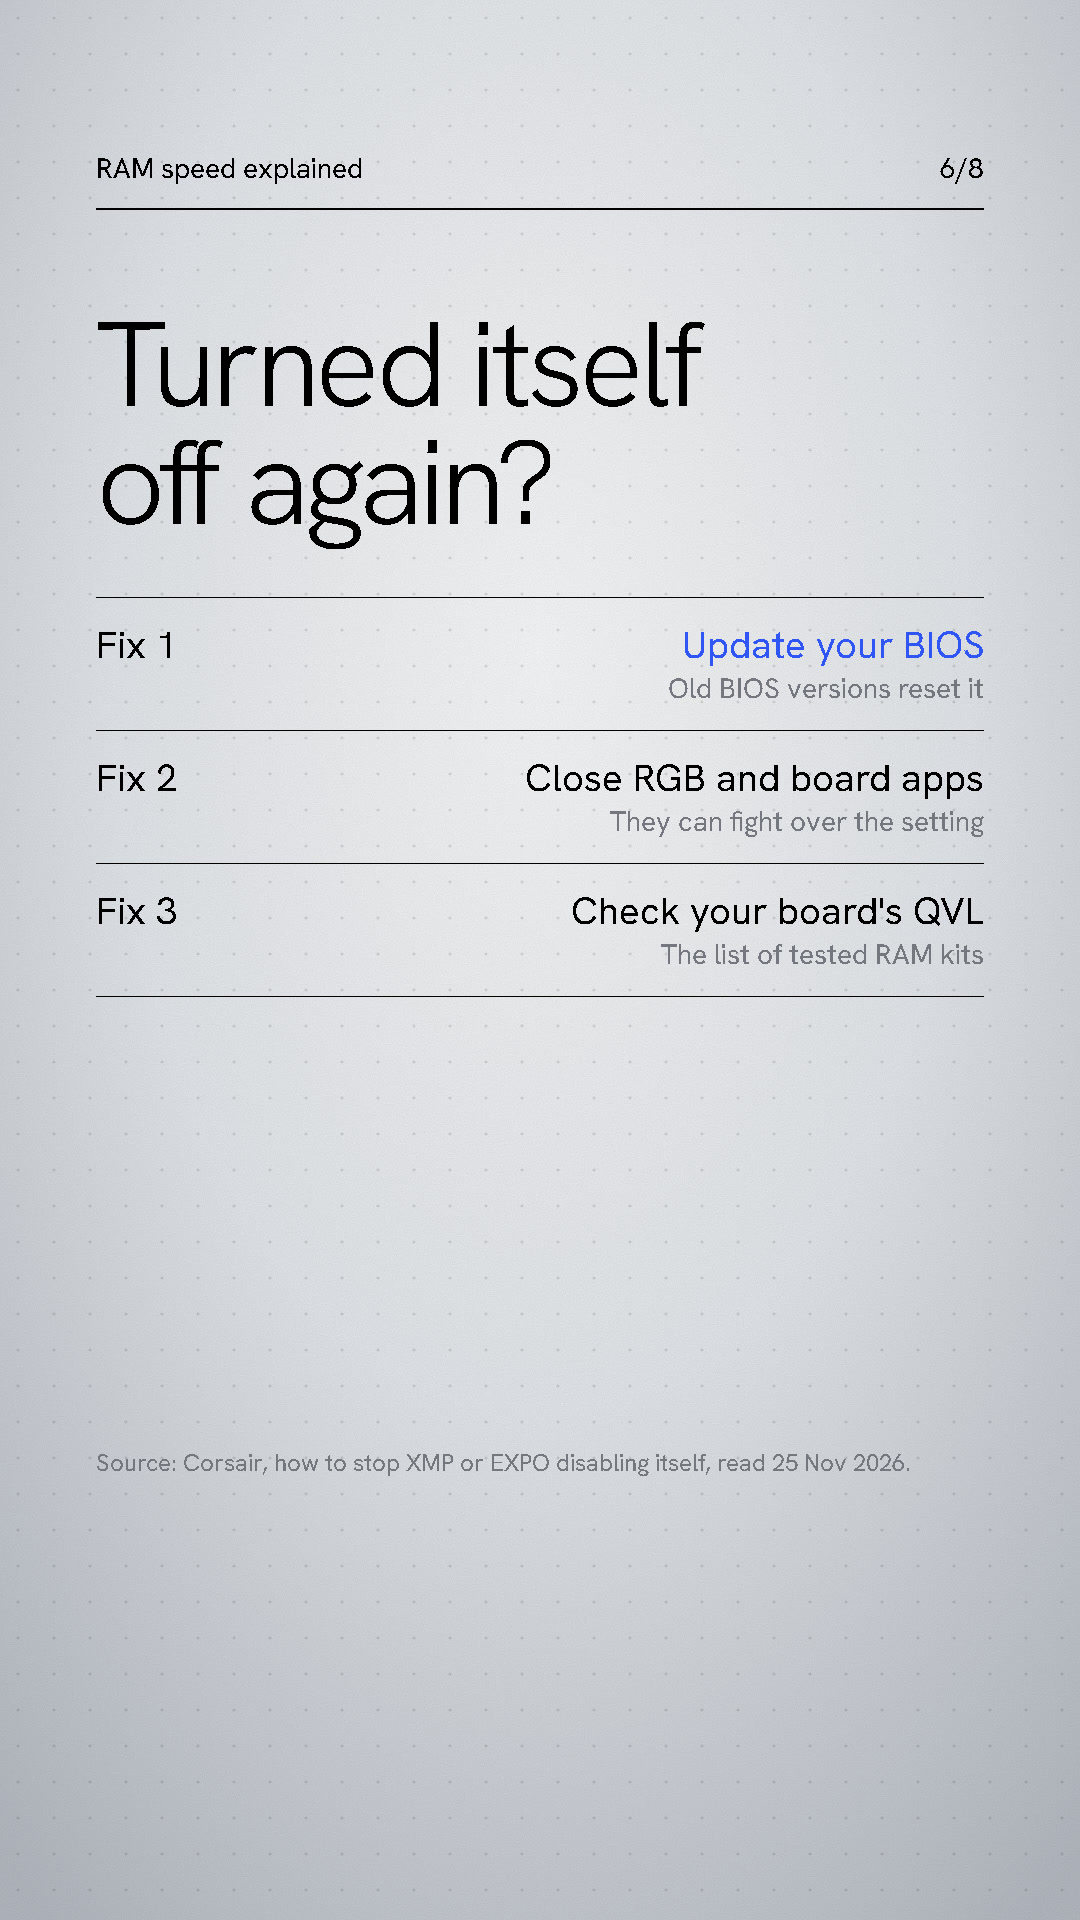 RAM speed explained
6/8
Turned itself
off again?
Fix 1
Update your BIOS
Old BIOS versions reset it
Fix 2
Close RGB and board apps
They can fight over the setting
Fix 3
Check your board's QVL
The list of tested RAM kits
Source: Corsair, how to stop XMP or EXPO disabling itself, read 25 Nov 2026.